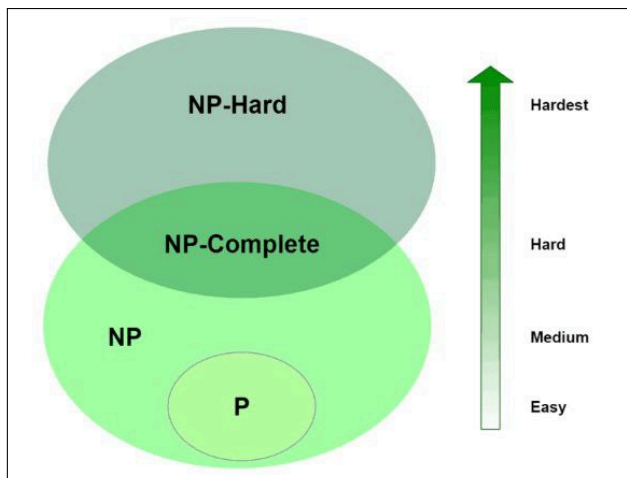 NP-Hard
Hardest
NP-Complete
Hard
NP
Medium
P
Easy